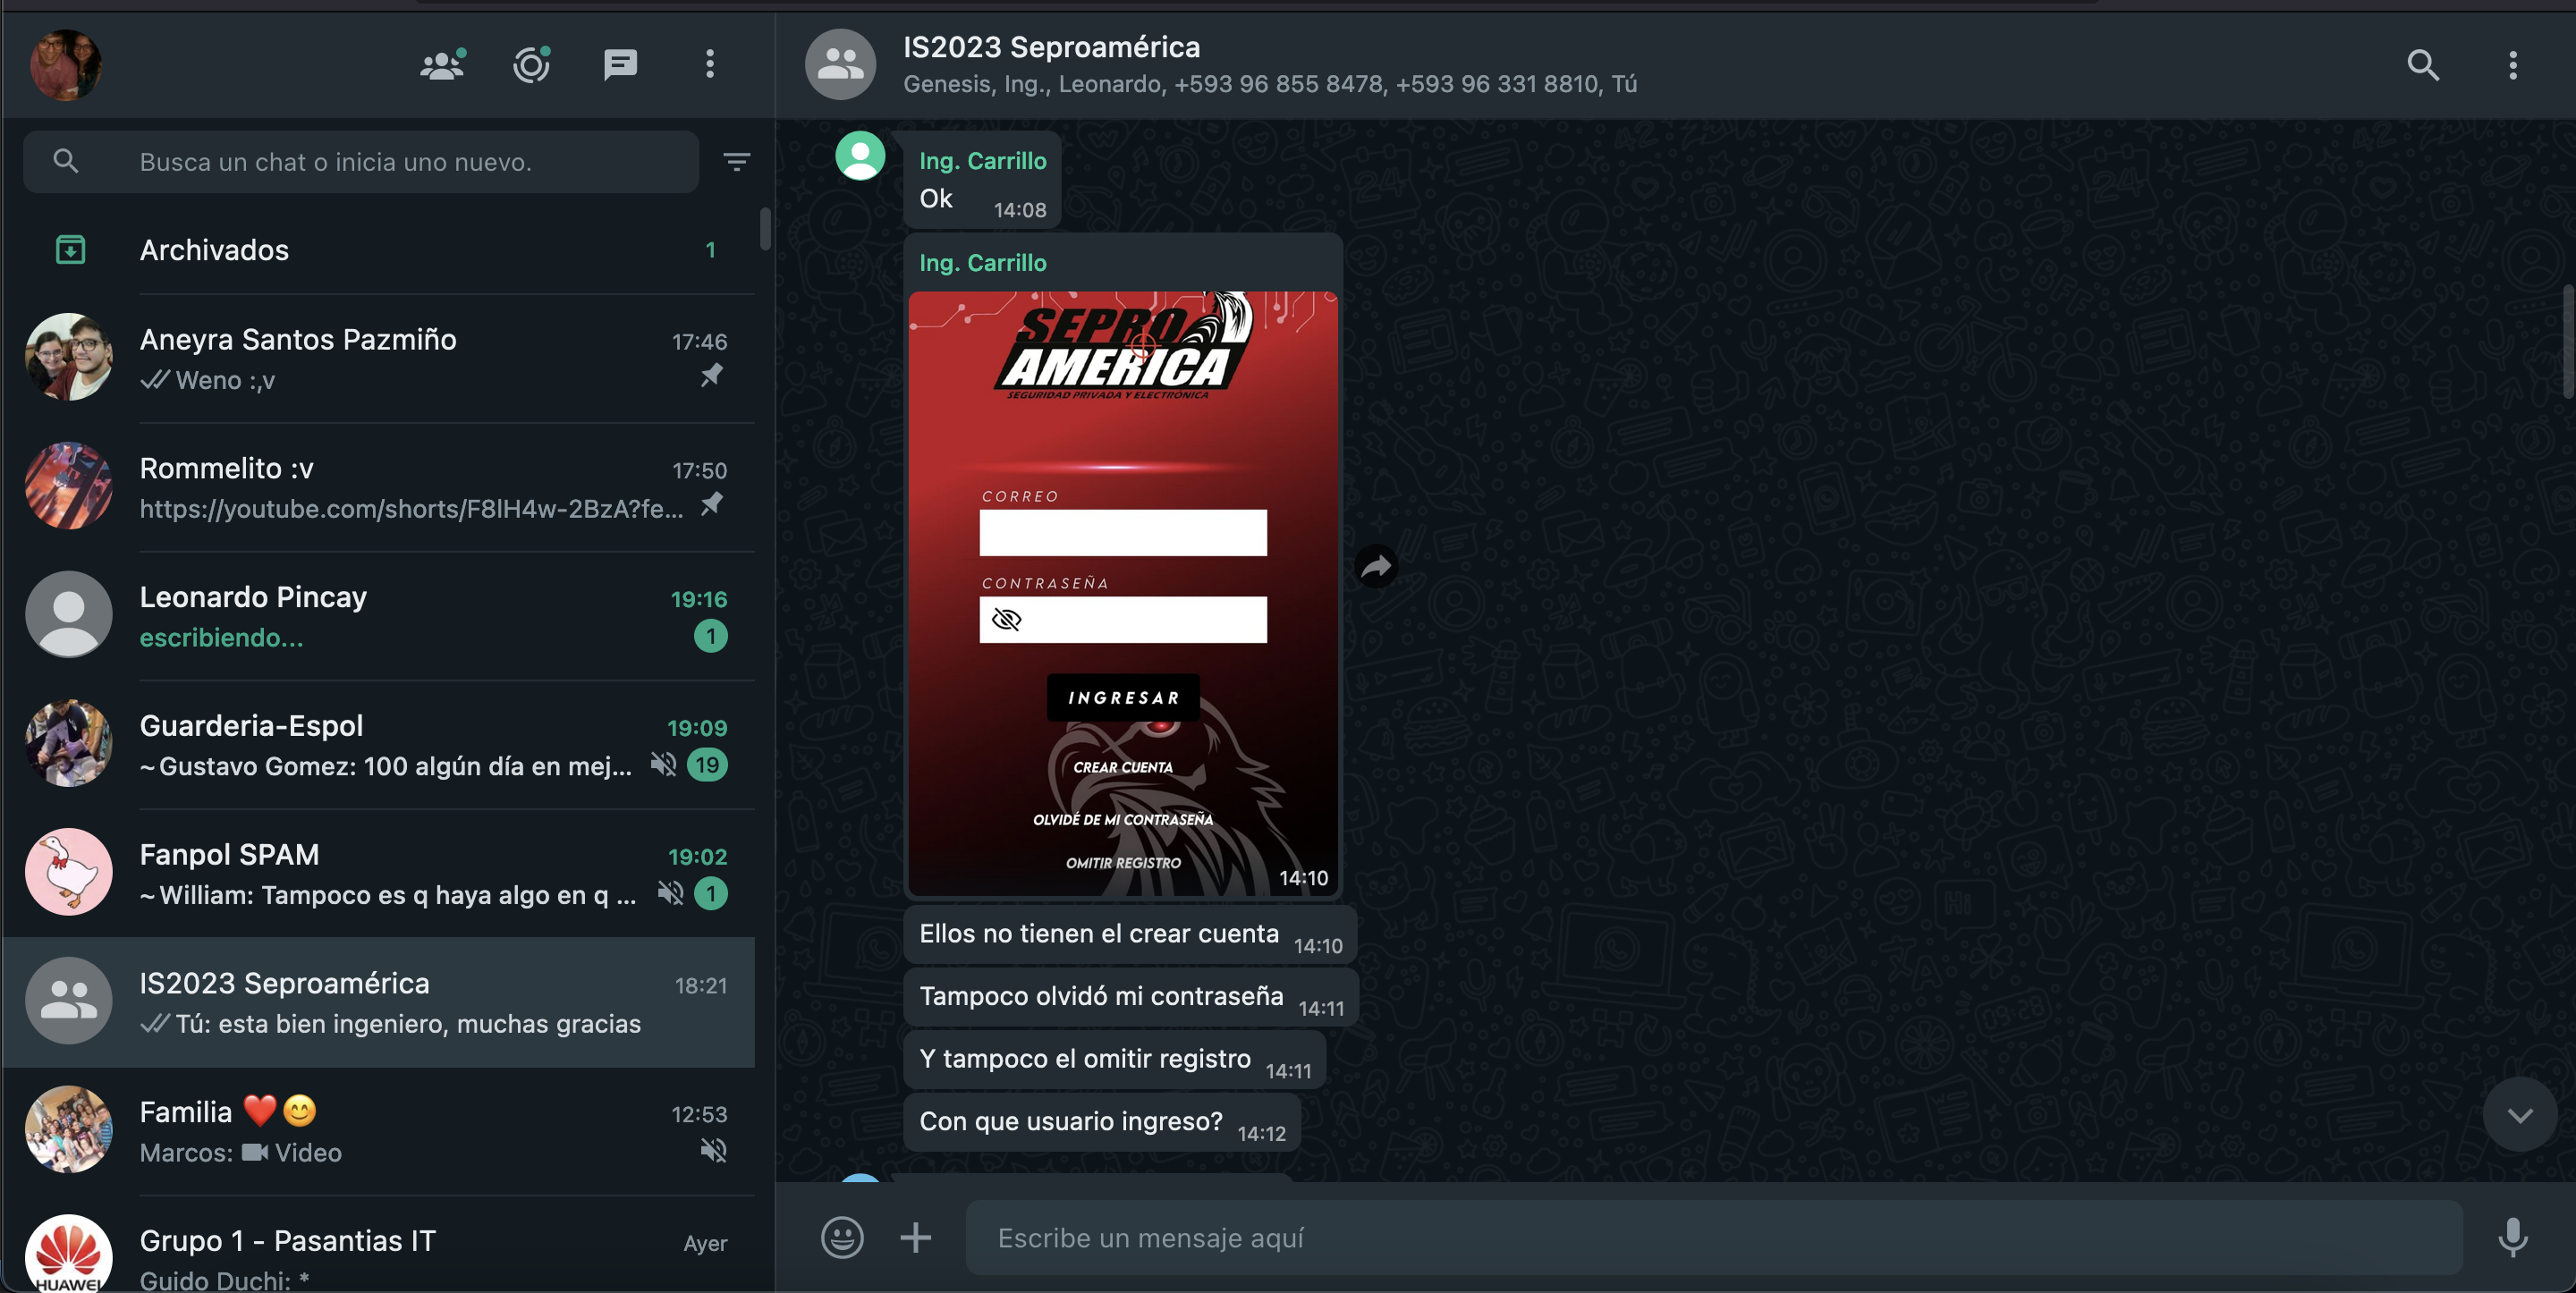 Busca un chat o inicia uno nuevo.
Archivados 1
Aneyra Santos Pazmiño 17:46
Weno :,v
Rommelito :v 17:50
https://youtube.com/shorts/F8lH4w-2BzA?fe...
Leonardo Pincay 19:16
escribiendo... 1
Guarderia-Espol 19:09
~Gustavo Gomez: 100 algún día en mej... 19
Fanpol SPAM 19:02
~William: Tampoco es q haya algo en q ... 1
IS2023 Seproamérica 18:21
Tú: esta bien ingeniero, muchas gracias
Familia ❤️😊 12:53
Marcos: Video
Grupo 1 - Pasantias IT Ayer
Guido Duchi: *
HUAWEI
IS2023 Seproamérica
Genesis, Ing., Leonardo, +593 96 855 8478, +593 96 331 8810, Tú
Ing. Carrillo
Ok 14:08
Ing. Carrillo
SEPRO
AMERICA
SEGURIDAD PRIVADA Y ELECTRÓNICA
CORREO
CONTRASEÑA
INGRESAR
CREAR CUENTA
OLVIDÉ DE MI CONTRASEÑA
OMITIR REGISTRO
14:10
Ellos no tienen el crear cuenta 14:10
Tampoco olvidó mi contraseña 14:11
Y tampoco el omitir registro 14:11
Con que usuario ingreso? 14:12
Escribe un mensaje aquí